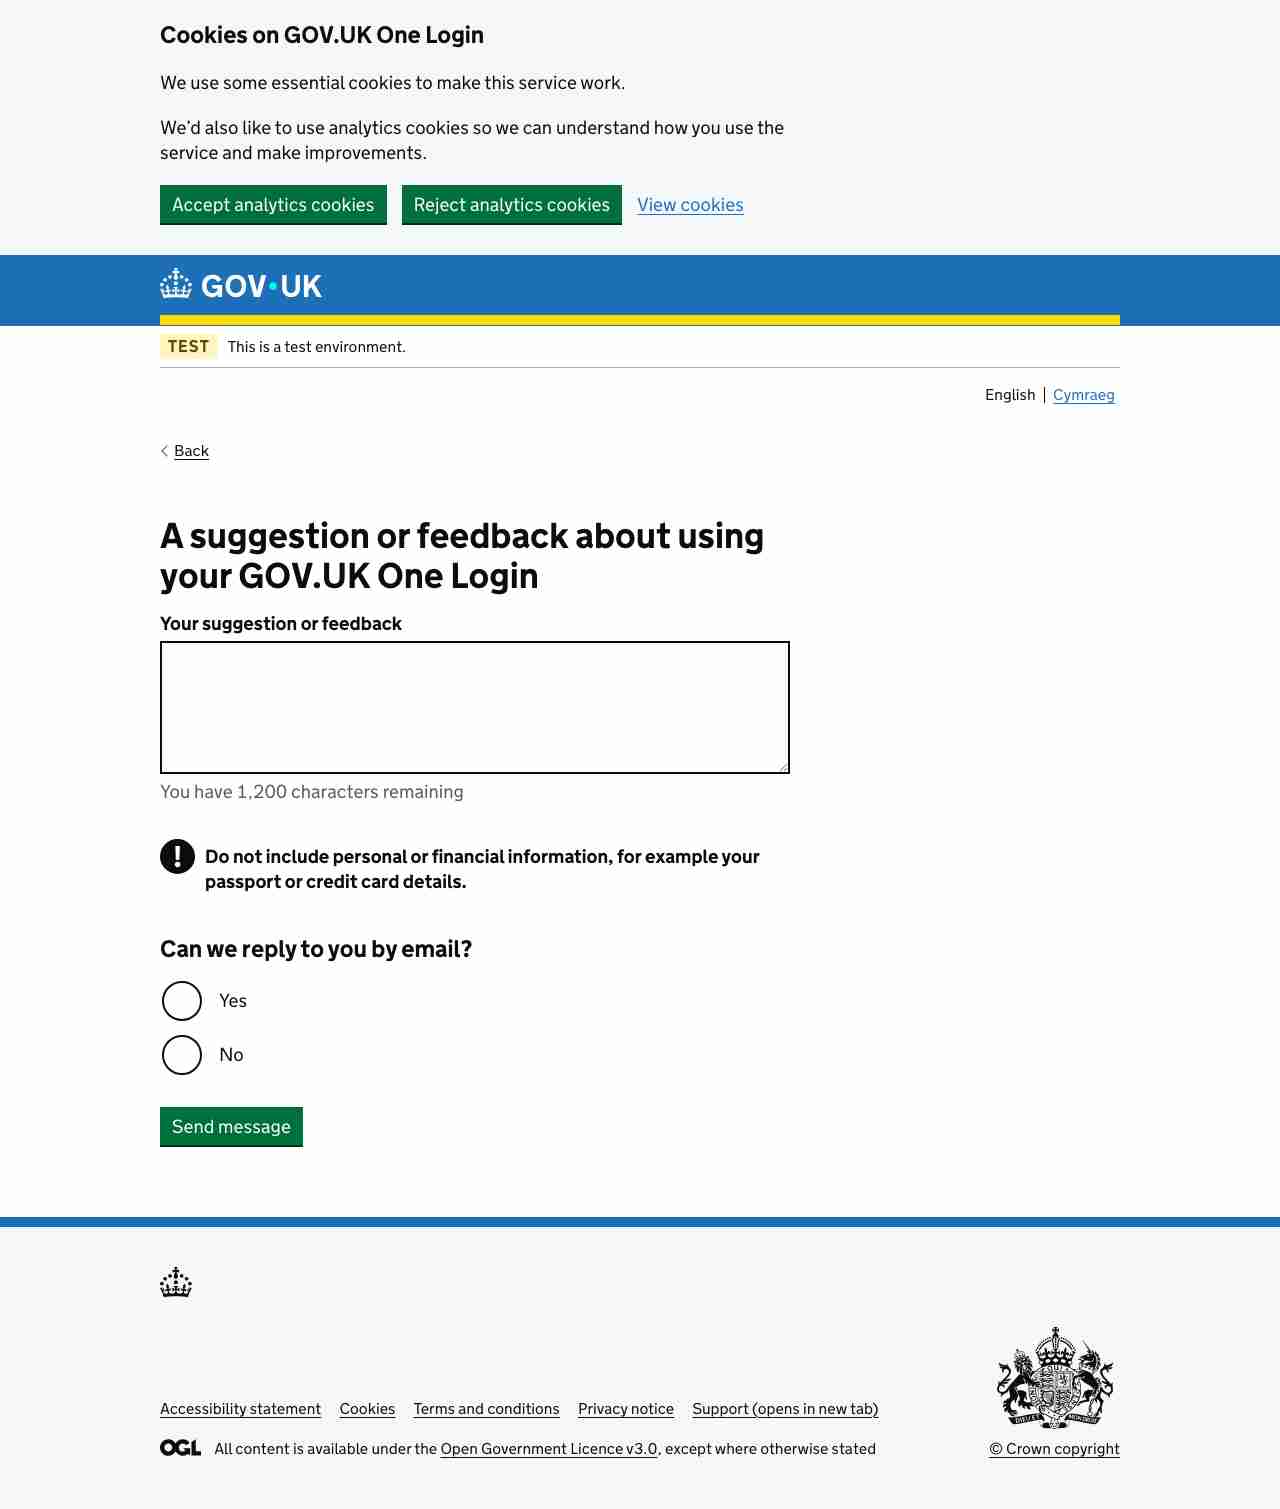 Cookies on GOV.UK One Login
We use some essential cookies to make this service work.
We’d also like to use analytics cookies so we can understand how you use the
service and make improvements.
Accept analytics cookies Reject analytics cookies View cookies
GOV·UK
TEST This is a test environment.
English Cymraeg
Back
A suggestion or feedback about using
your GOV.UK One Login
Your suggestion or feedback
You have 1,200 characters remaining
! Do not include personal or financial information, for example your
passport or credit card details.
Can we reply to you by email?
Yes
No
Send message
Accessibility statement Cookies Terms and conditions Privacy notice Support (opens in new tab)
OGL All content is available under the Open Government Licence v3.0, except where otherwise stated
© Crown copyright